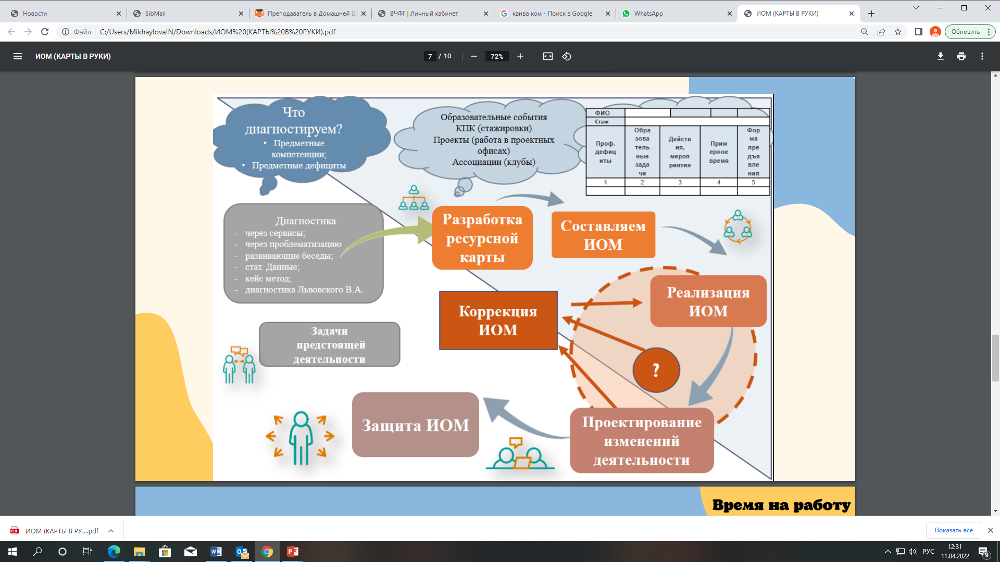 Новости
SibMail
Преподаватель в Домашней Ш
ВЧФГ | Личный кабинет
канва ком - Поиск в Google
WhatsApp
ИОМ (КАРТЫ В РУКИ)
Файл
C:/Users/MikhaylovaIN/Downloads/ИОМ%20(КАРТЫ%20В%20РУКИ).pdf
Обновить
ИОМ (КАРТЫ В РУКИ)
7 / 10
72%
Что
диагностируем?
• Предметные
компетенции;
• Предметные дефициты
Образовательные события
КПК (стажировки)
Проекты (работа в проектных
офисах)
Ассоциации (клубы)
ФИО
Стаж
Проф.
дефиц
иты
Обра
зова
тель
ные
зада
чи
Действ
ия,
мероп
риятия
Прим
ерное
время
Фор
ма
пре
дъя
вле
ния
1 2 3 4 5
Диагностика
- через сервисы;
- через проблематизацию
- развивающие беседы;
- стат. Данные;
- кейс метод;
- диагностика Львовского В.А.
Разработка
ресурсной
карты
Составляем
ИОМ
Реализация
ИОМ
Коррекция
ИОМ
Задачи
предстоящей
деятельности
?
Защита ИОМ
Проектирование
изменений
деятельности
Время на работу
PDF
ИОМ (КАРТЫ В РУ....pdf
Показать все
РУС
12:31
11.04.2022
9